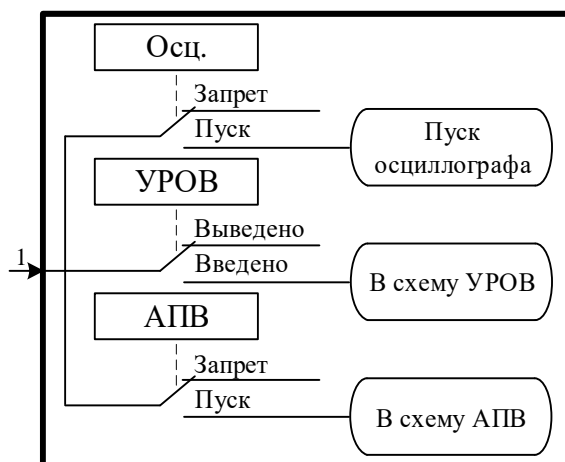 Осц.
Запрет
Пуск
Пуск
осциллографа
УРОВ
Выведено
1
Введено
В схему УРОВ
АПВ
Запрет
Пуск
В схему АПВ